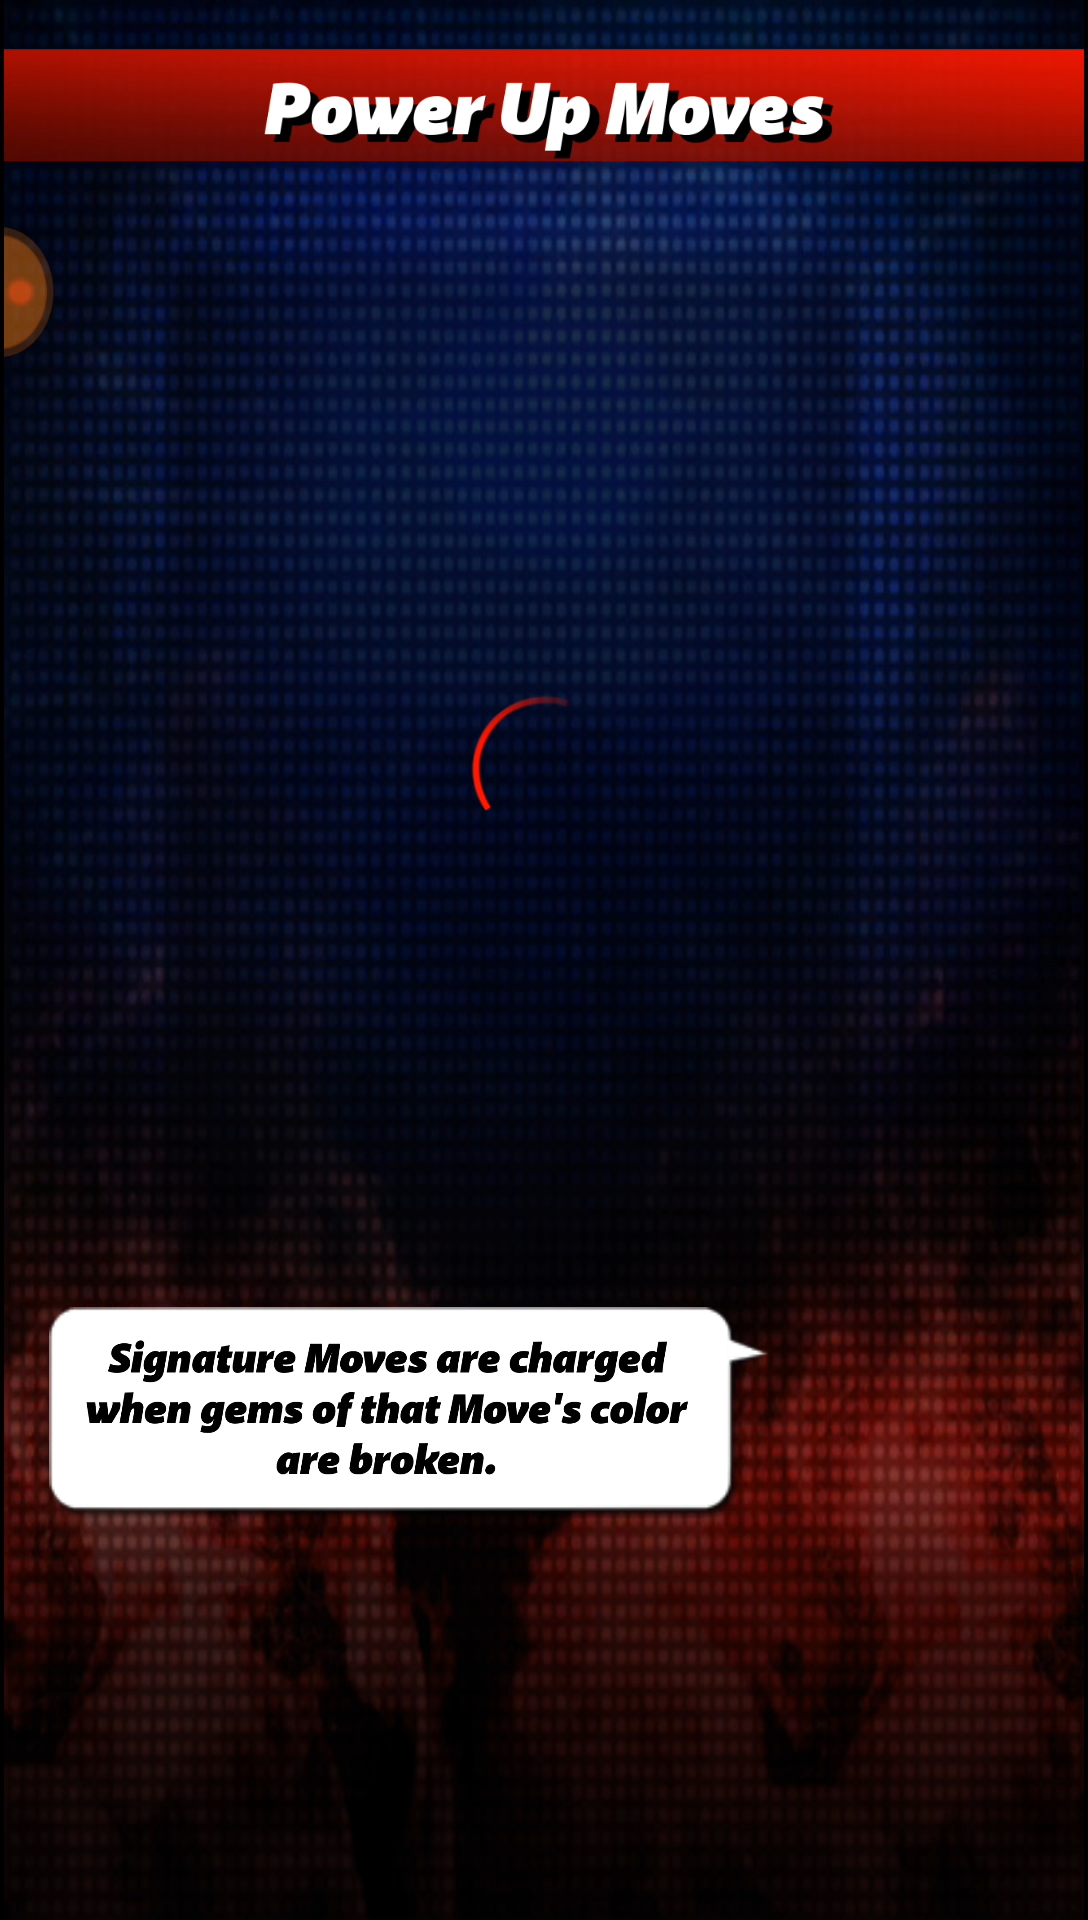 Power Up Moves
Signature Moves are charged
when gems of that Move's color
are broken.